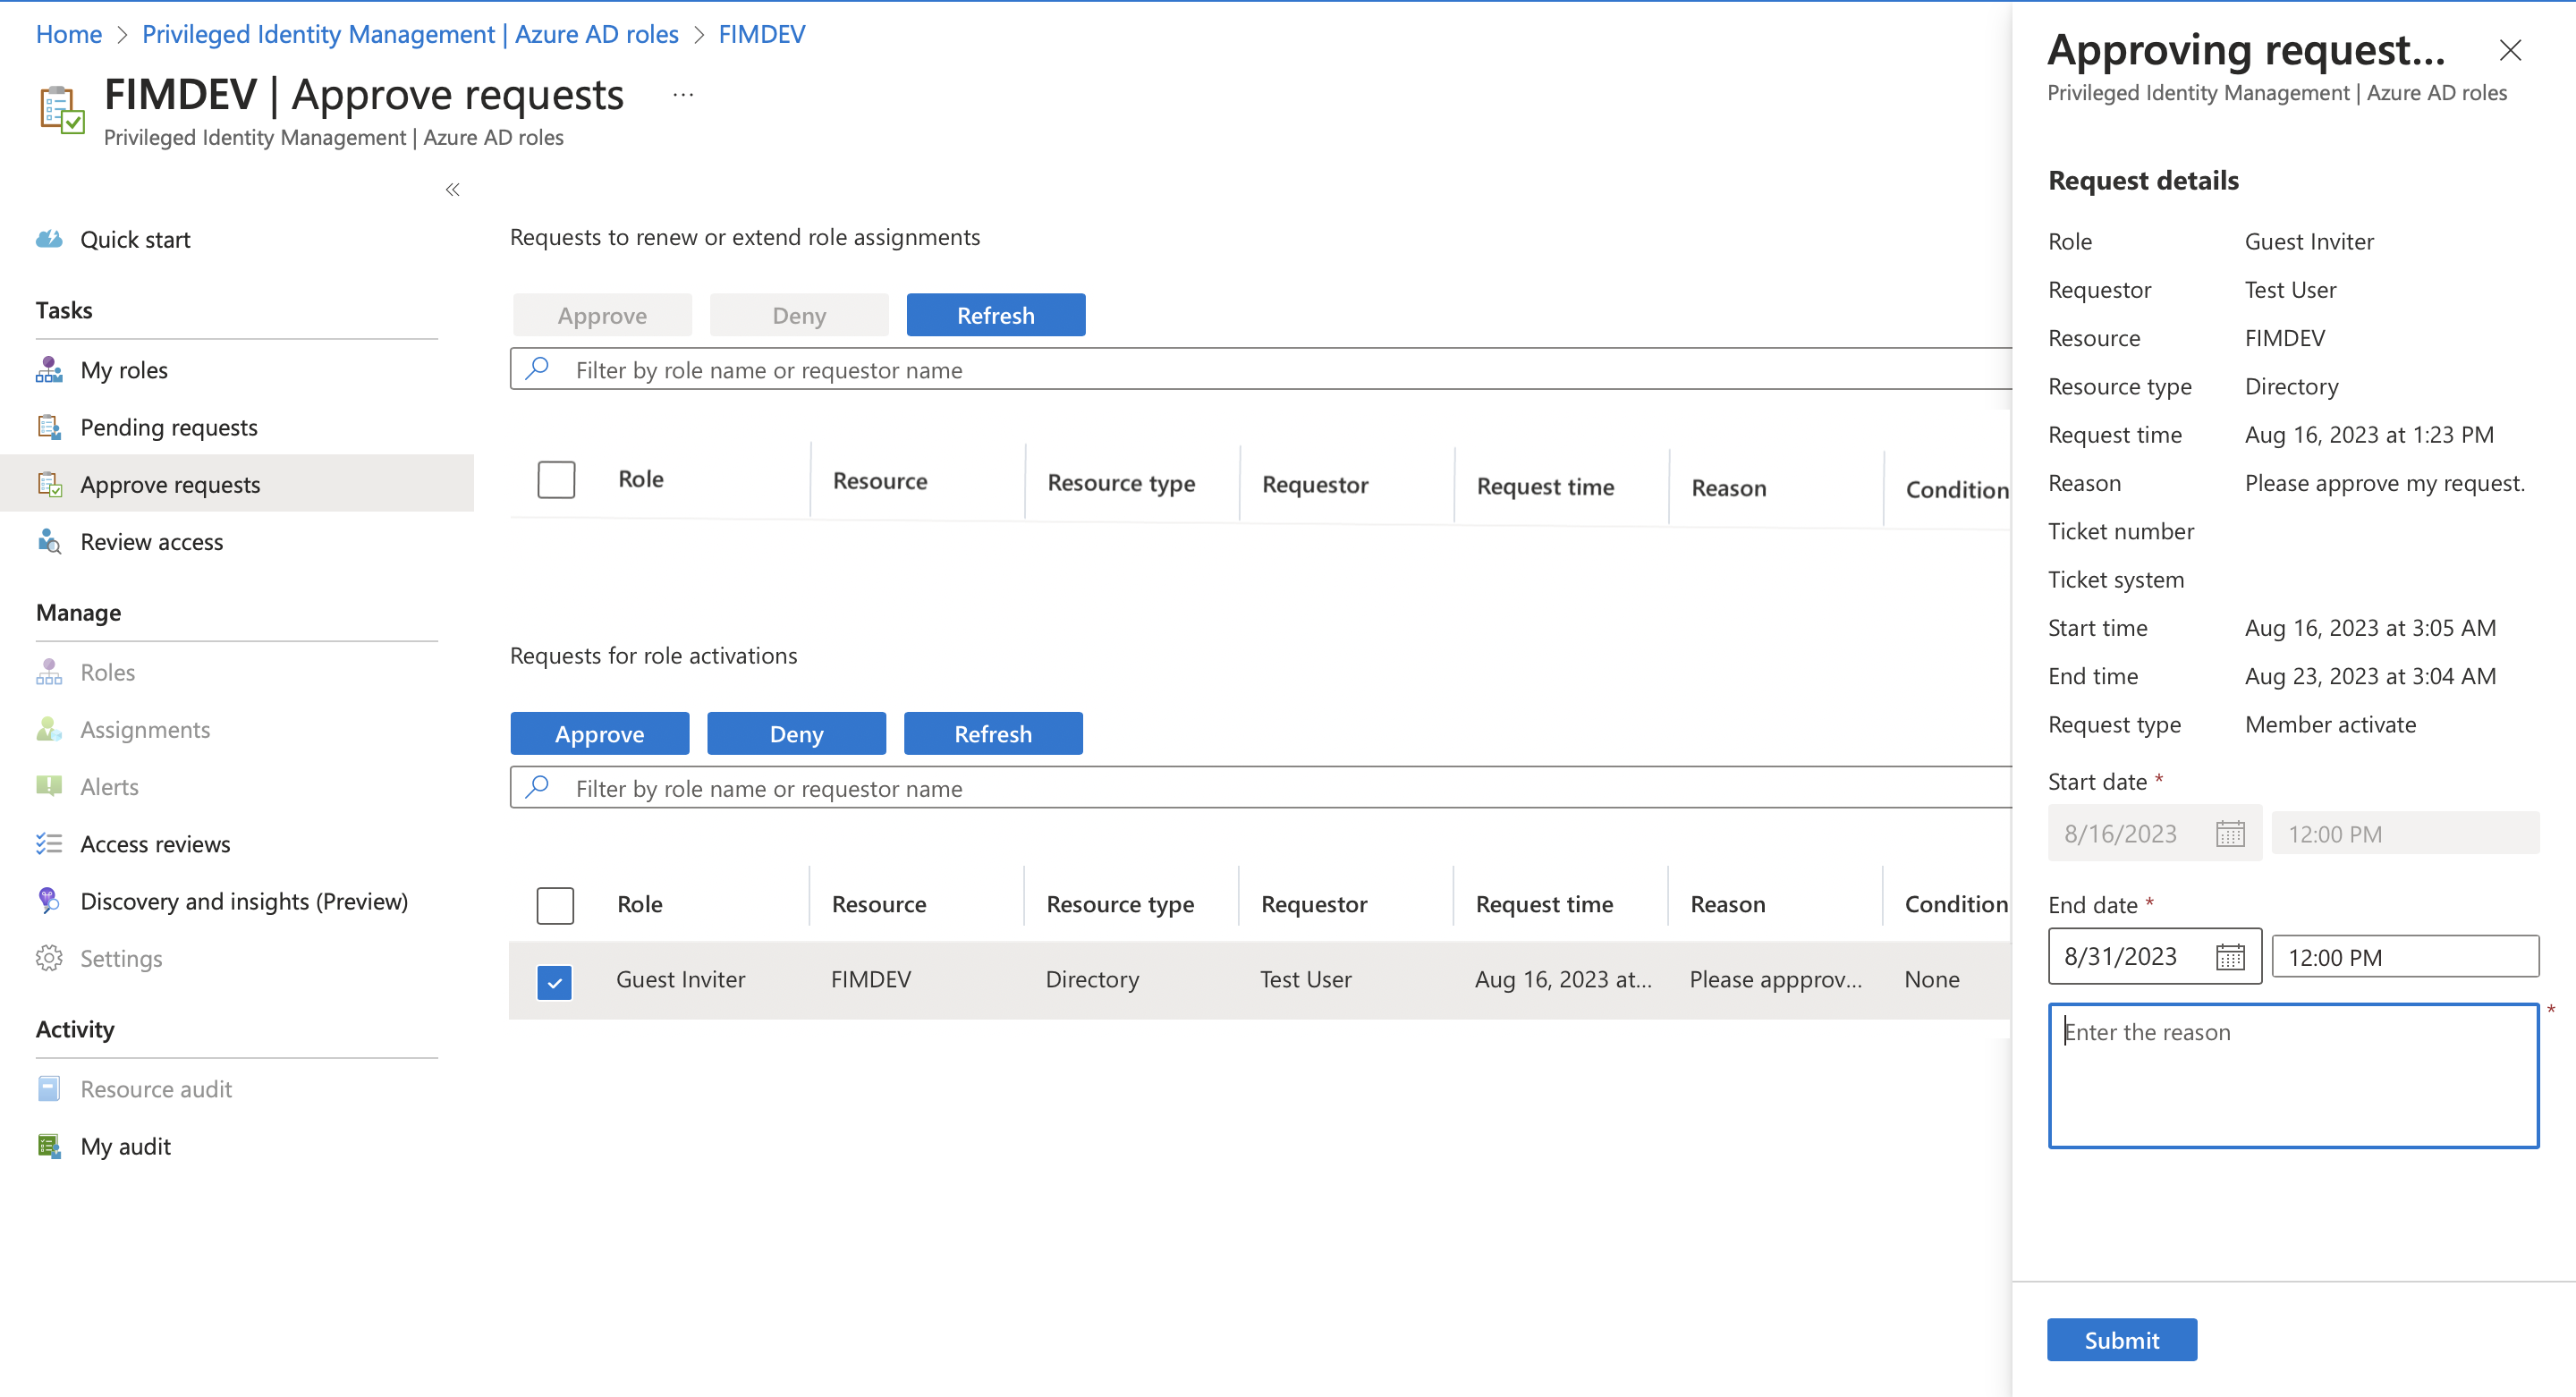 Home > Privileged Identity Management | Azure AD roles > FIMDEV
FIMDEV | Approve requests ...
Privileged Identity Management | Azure AD roles
«
Quick start
Tasks
My roles
Pending requests
Approve requests
Review access
Manage
Roles
Assignments
Alerts
Access reviews
Discovery and insights (Preview)
Settings
Activity
Resource audit
My audit
Requests to renew or extend role assignments
Approve Deny Refresh
Filter by role name or requestor name
Role Resource Resource type Requestor Request time Reason Condition
Requests for role activations
Approve Deny Refresh
Filter by role name or requestor name
Role Resource Resource type Requestor Request time Reason Condition
Guest Inviter FIMDEV Directory Test User Aug 16, 2023 at... Please appprov... None
Approving request...
Privileged Identity Management | Azure AD roles
Request details
Role Guest Inviter
Requestor Test User
Resource FIMDEV
Resource type Directory
Request time Aug 16, 2023 at 1:23 PM
Reason Please approve my request.
Ticket number
Ticket system
Start time Aug 16, 2023 at 3:05 AM
End time Aug 23, 2023 at 3:04 AM
Request type Member activate
Start date *
8/16/2023 12:00 PM
End date *
8/31/2023 12:00 PM
Enter the reason *
Submit